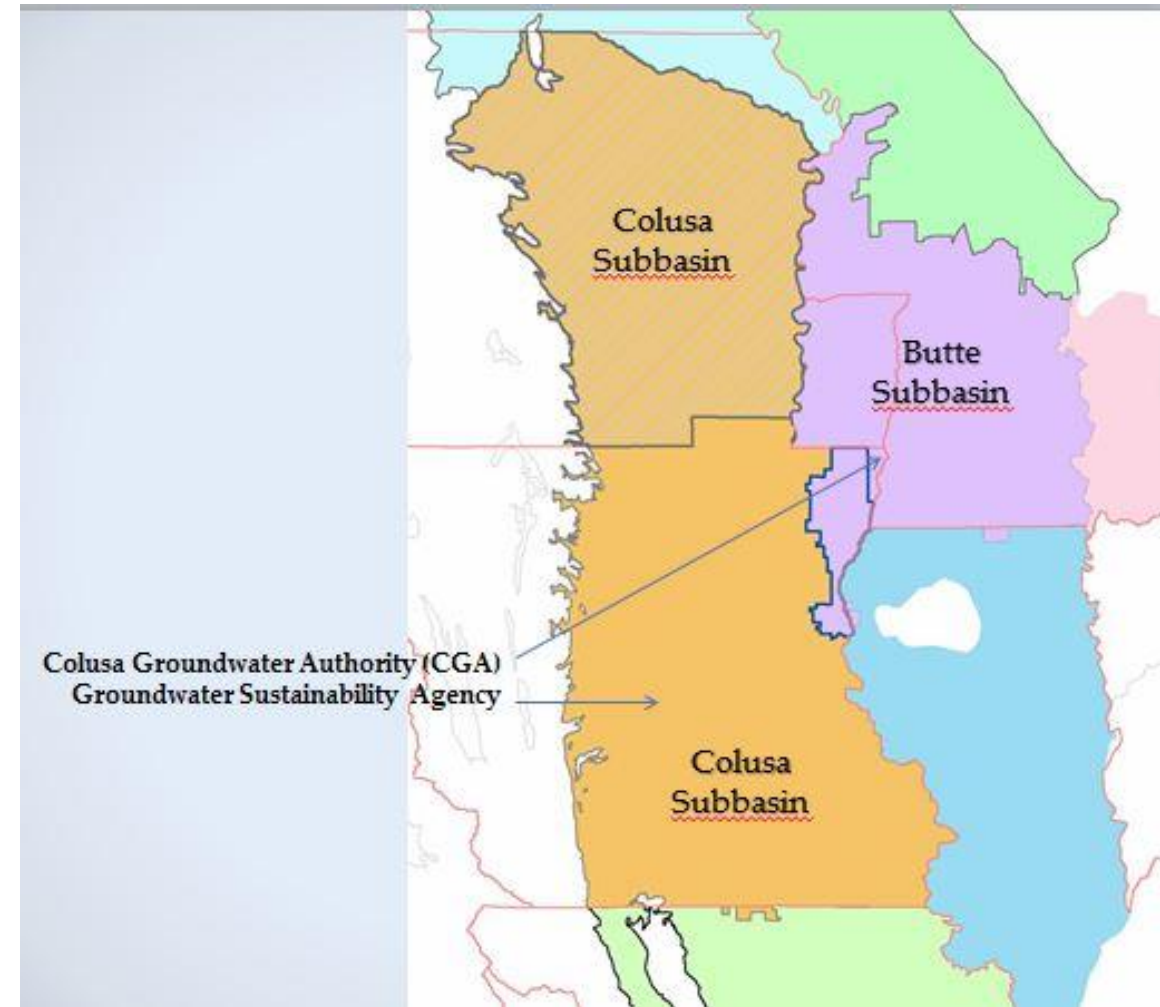 Colusa
Subbasin
Butte
Subbasin
Colusa Groundwater Authority (CGA)
Groundwater Sustainability Agency
Colusa
Subbasin